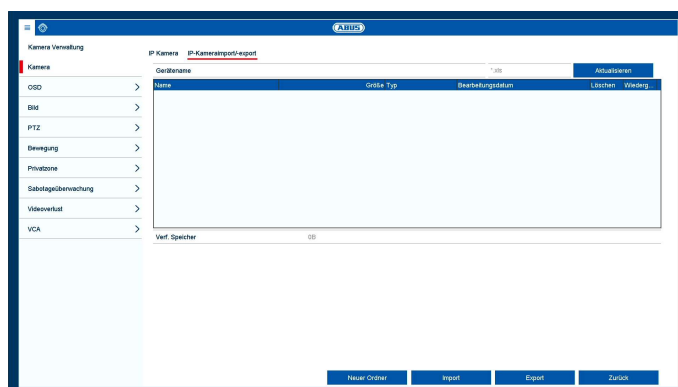 ABUS
Kamera Verwaltung
IP Kamera IP-Kameraimport/-export
Kamera
Gerätename *.xls Aktualisieren
OSD
Name Größe Typ Bearbeitungsdatum Löschen Wiederg...
Bild
PTZ
Bewegung
Privatzone
Sabotageüberwachung
Videoverlust
VCA
Verf. Speicher 0B
Neuer Ordner Import Export Zurück